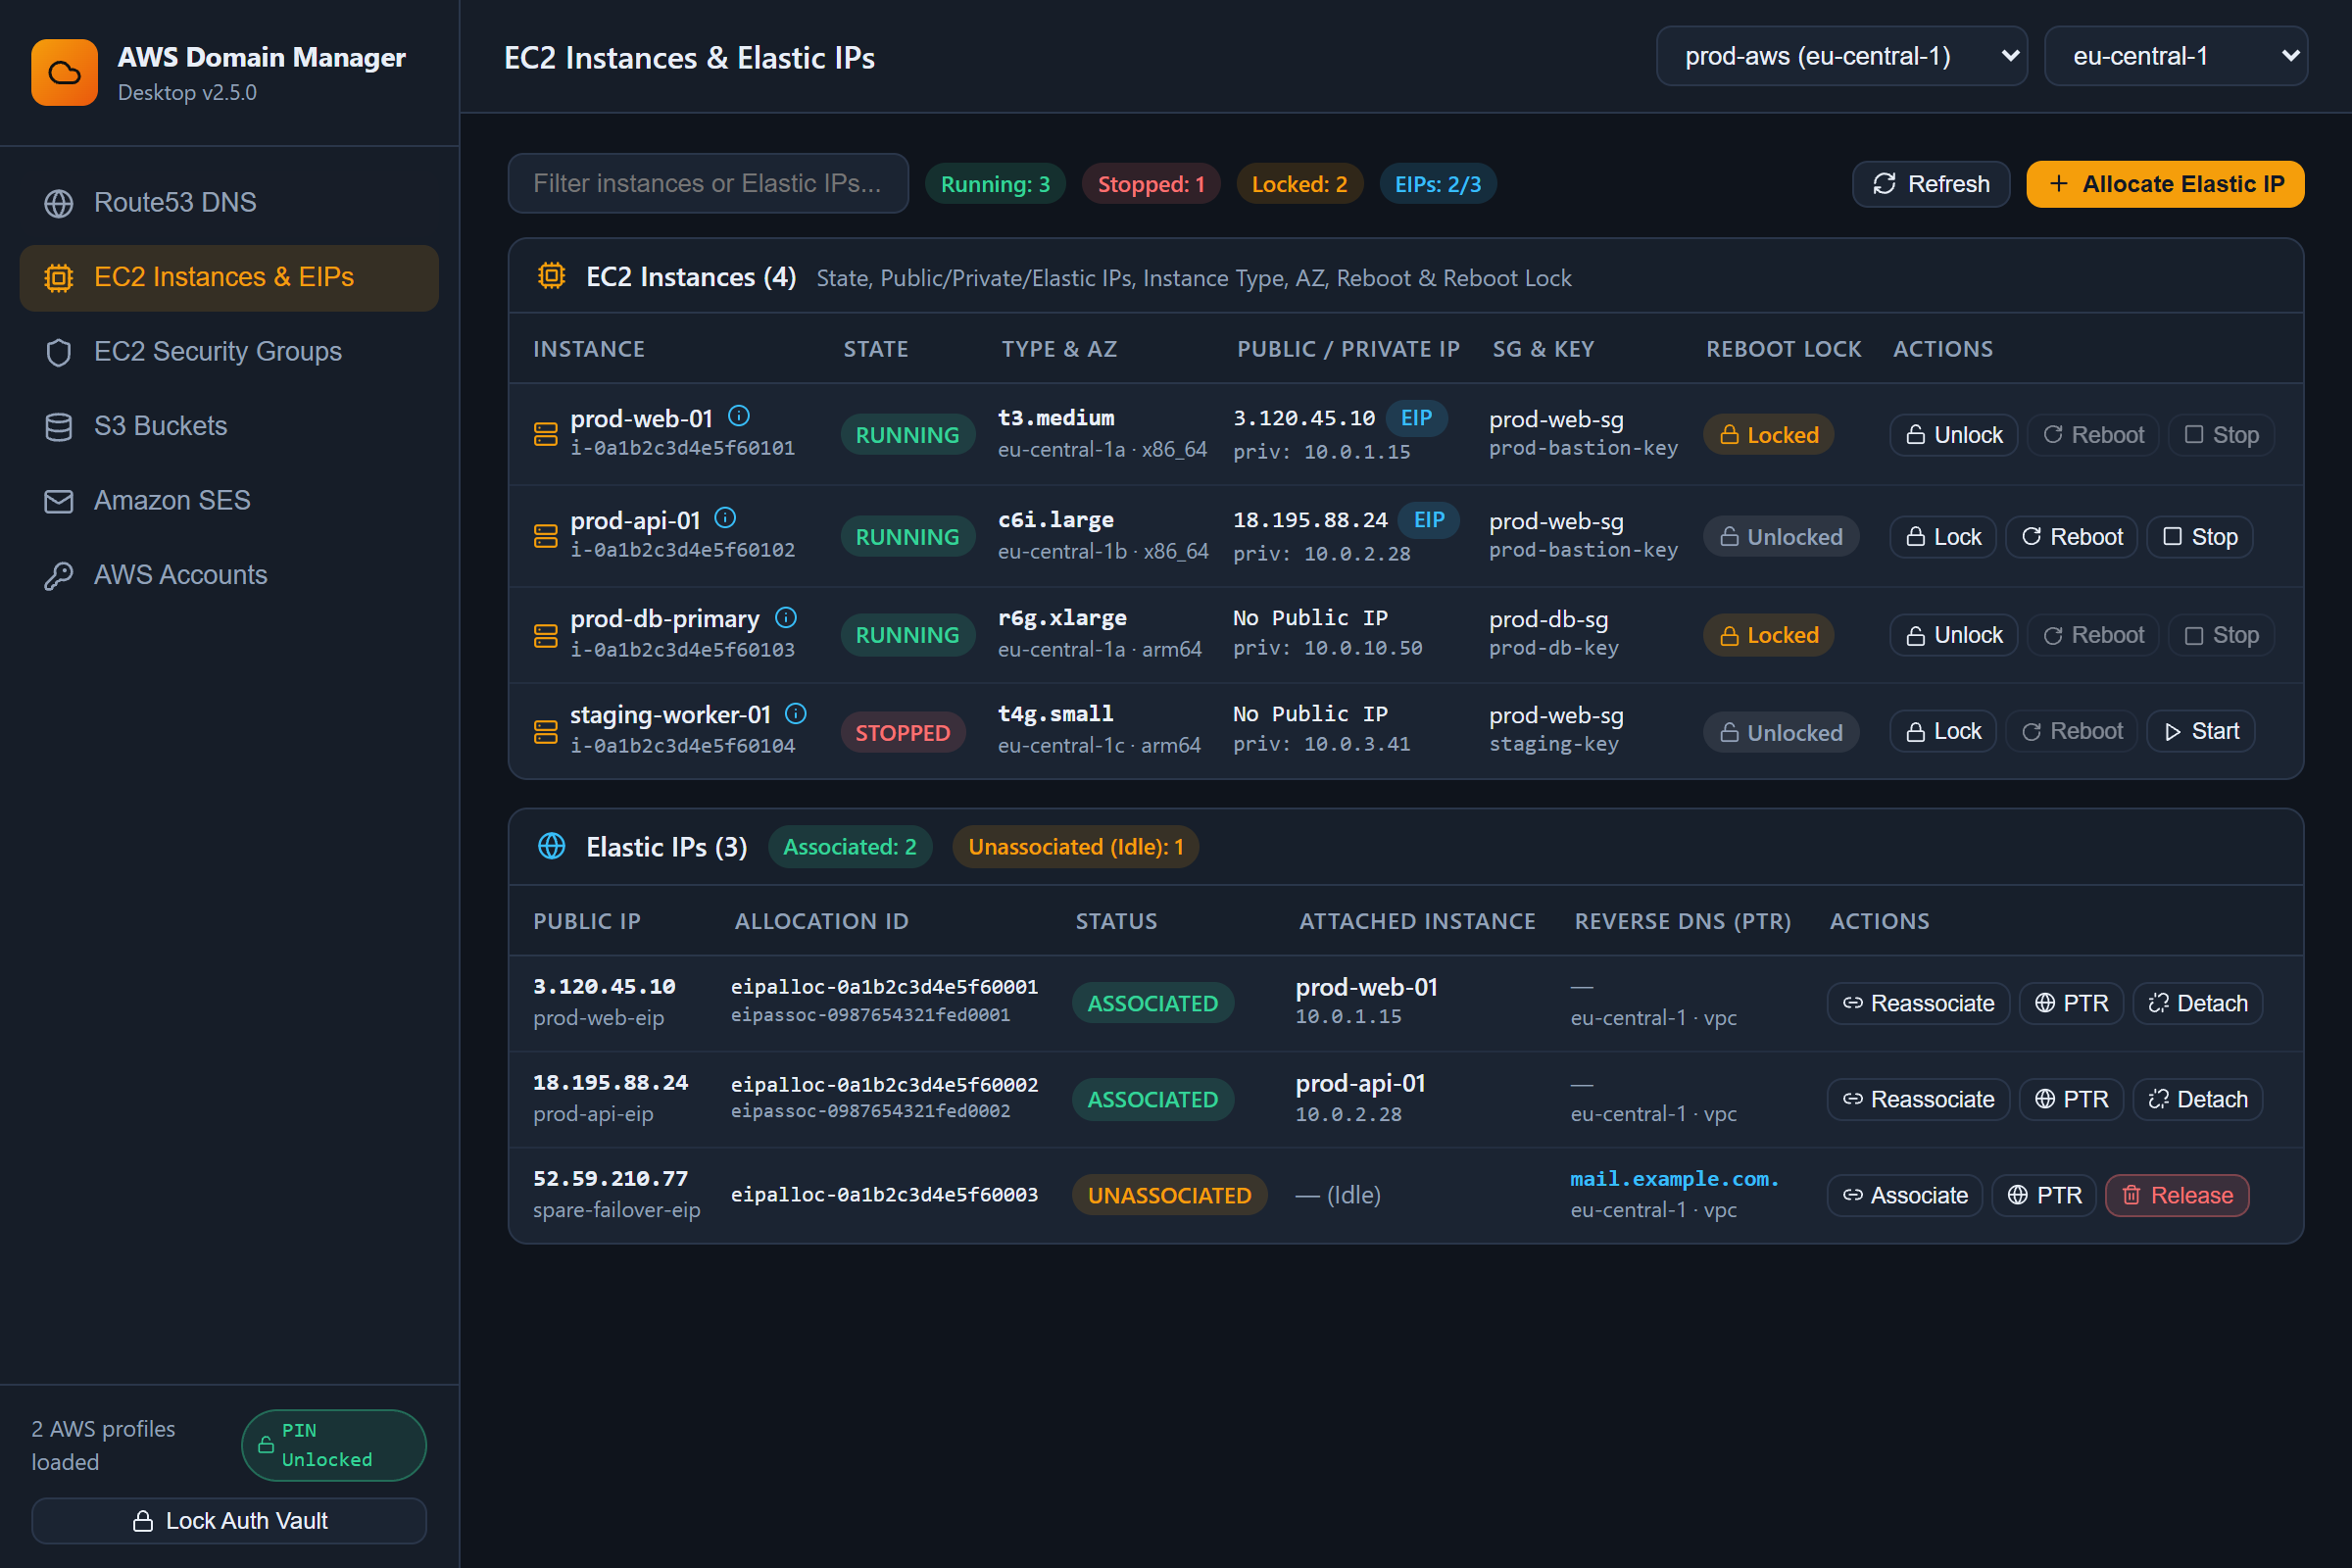 AWS Domain Manager
Desktop v2.5.0
Route53 DNS
EC2 Instances & EIPs
EC2 Security Groups
S3 Buckets
Amazon SES
AWS Accounts
2 AWS profiles
loaded
PIN
Unlocked
Lock Auth Vault
EC2 Instances & Elastic IPs
prod-aws (eu-central-1)
eu-central-1
Filter instances or Elastic IPs...
Running: 3
Stopped: 1
Locked: 2
EIPs: 2/3
Refresh
Allocate Elastic IP
EC2 Instances (4) State, Public/Private/Elastic IPs, Instance Type, AZ, Reboot & Reboot Lock
INSTANCE STATE TYPE & AZ PUBLIC / PRIVATE IP SG & KEY REBOOT LOCK ACTIONS
prod-web-01
i-0a1b2c3d4e5f60101
RUNNING
t3.medium
eu-central-1a · x86_64
3.120.45.10 EIP
priv: 10.0.1.15
prod-web-sg
prod-bastion-key
Locked
Unlock Reboot Stop
prod-api-01
i-0a1b2c3d4e5f60102
RUNNING
c6i.large
eu-central-1b · x86_64
18.195.88.24 EIP
priv: 10.0.2.28
prod-web-sg
prod-bastion-key
Unlocked
Lock Reboot Stop
prod-db-primary
i-0a1b2c3d4e5f60103
RUNNING
r6g.xlarge
eu-central-1a · arm64
No Public IP
priv: 10.0.10.50
prod-db-sg
prod-db-key
Locked
Unlock Reboot Stop
staging-worker-01
i-0a1b2c3d4e5f60104
STOPPED
t4g.small
eu-central-1c · arm64
No Public IP
priv: 10.0.3.41
prod-web-sg
staging-key
Unlocked
Lock Reboot Start
Elastic IPs (3) Associated: 2 Unassociated (Idle): 1
PUBLIC IP ALLOCATION ID STATUS ATTACHED INSTANCE REVERSE DNS (PTR) ACTIONS
3.120.45.10
prod-web-eip
eipalloc-0a1b2c3d4e5f60001
eipassoc-0987654321fed0001
ASSOCIATED
prod-web-01
10.0.1.15
—
eu-central-1 · vpc
Reassociate PTR Detach
18.195.88.24
prod-api-eip
eipalloc-0a1b2c3d4e5f60002
eipassoc-0987654321fed0002
ASSOCIATED
prod-api-01
10.0.2.28
—
eu-central-1 · vpc
Reassociate PTR Detach
52.59.210.77
spare-failover-eip
eipalloc-0a1b2c3d4e5f60003
UNASSOCIATED
— (Idle)
mail.example.com.
eu-central-1 · vpc
Associate PTR Release